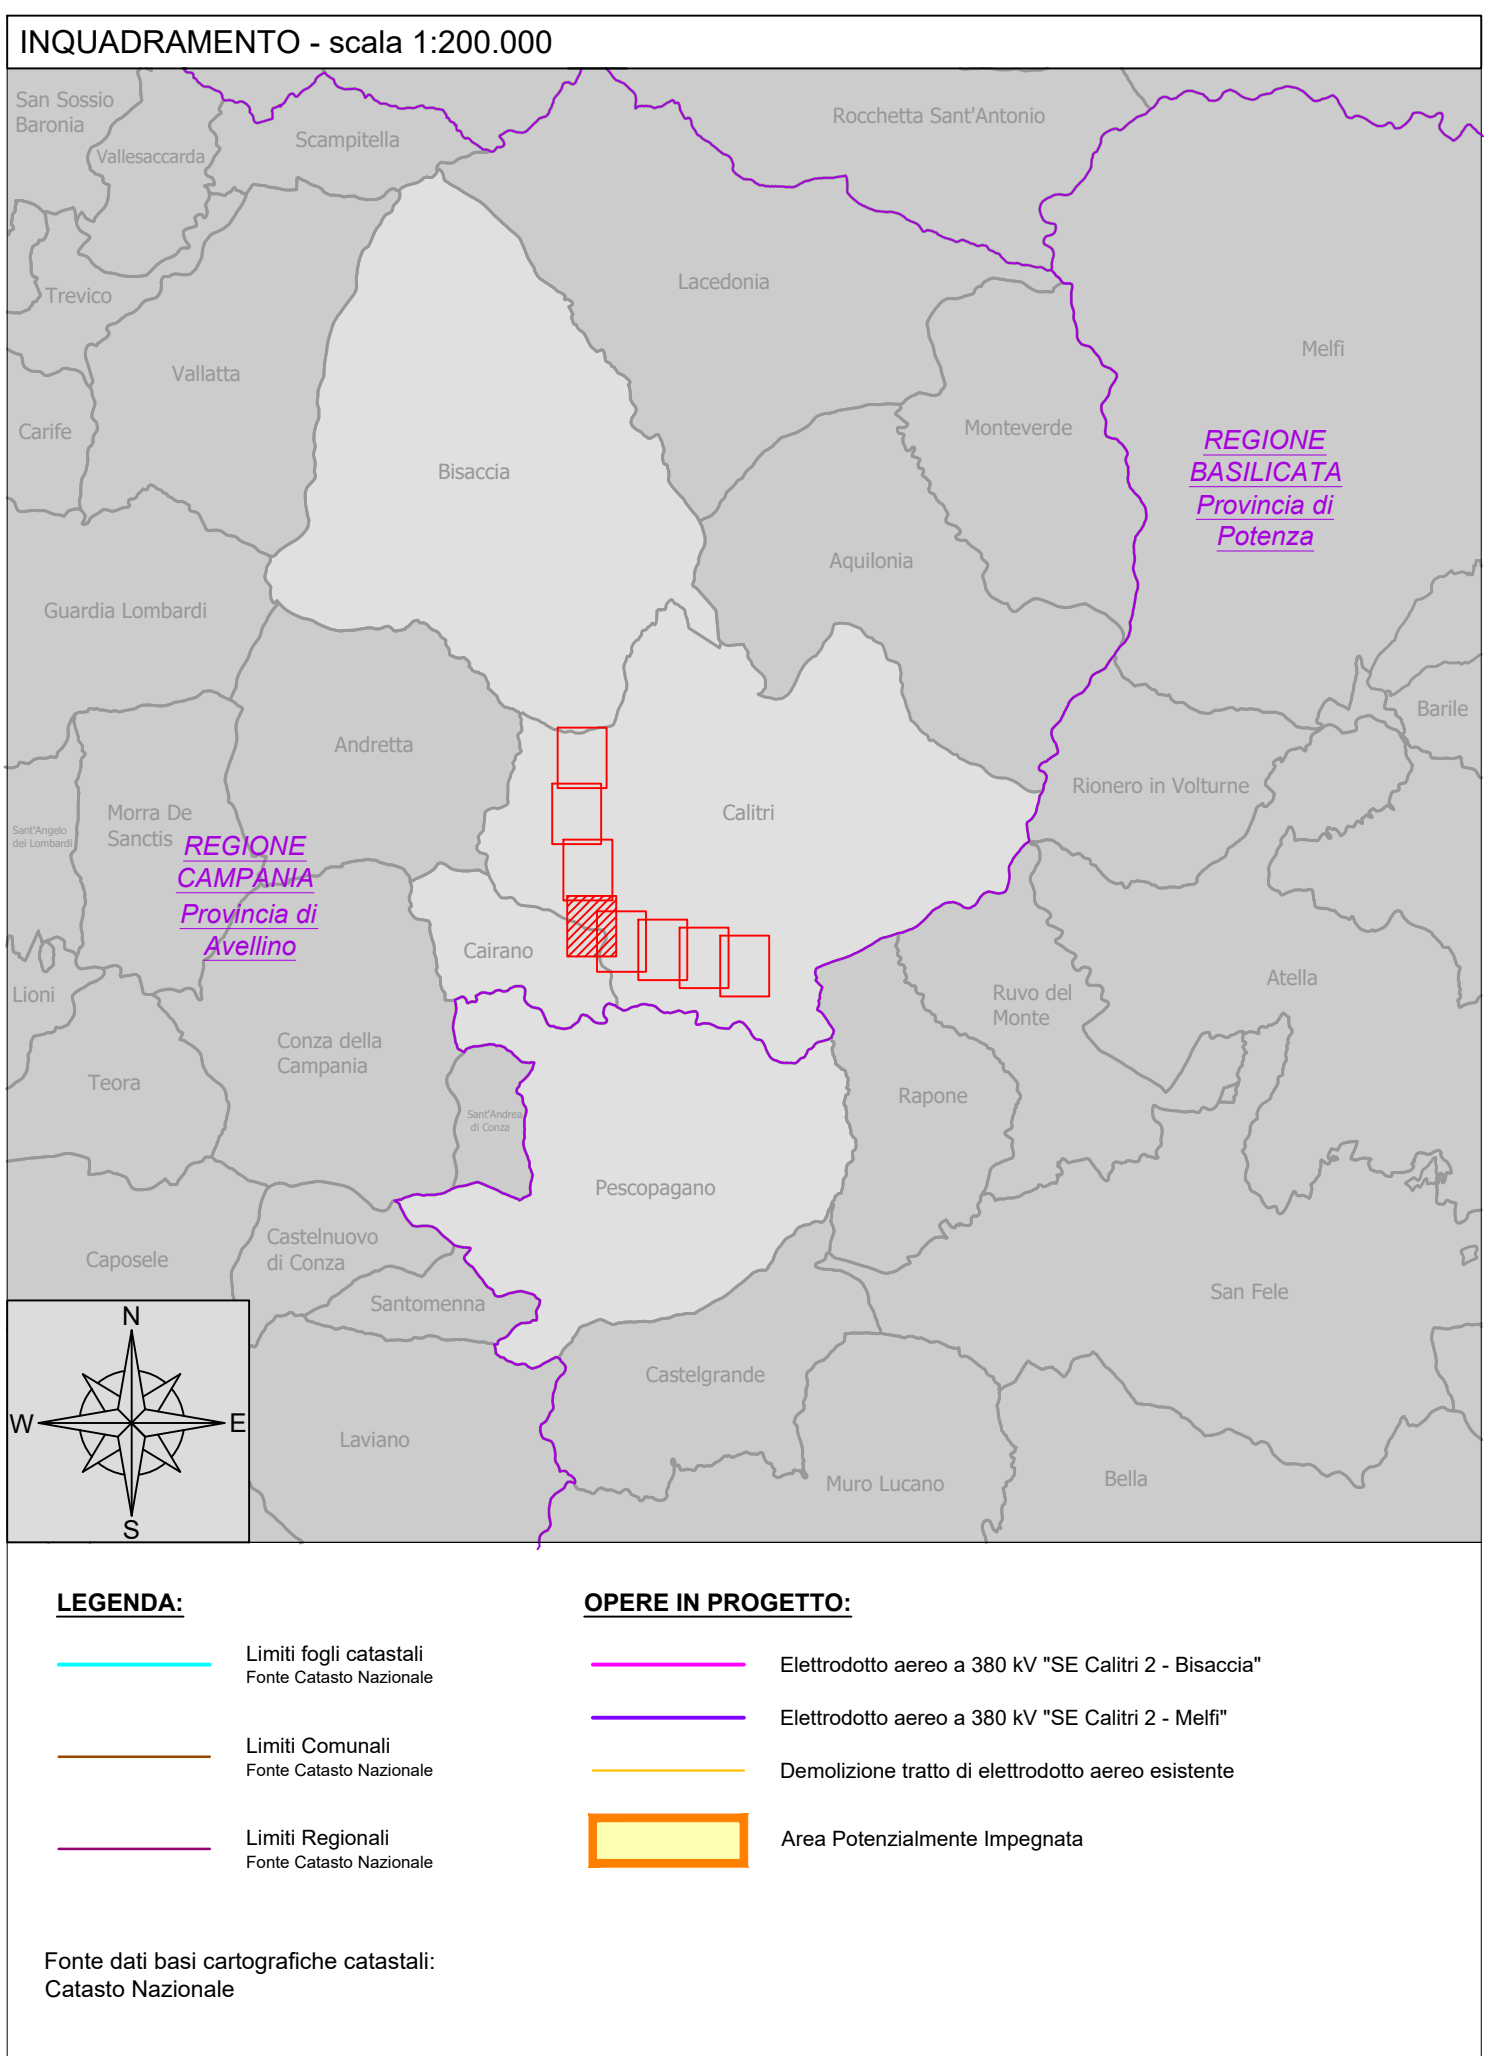 INQUADRAMENTO - scala 1:200.000
San Sossio
Baronia
Vallesaccarda
Scampitella
Rocchetta Sant'Antonio
Trevico
Lacedonia
Vallatta
Melfi
Carife
Monteverde
Bisaccia
REGIONE
BASILICATA
Provincia di
Potenza
Aquilonia
Guardia Lombardi
Andretta
Barile
Rionero in Volturne
Morra De
Sanctis
Calitri
Sant'Angelo
dei Lombardi
REGIONE
CAMPANIA
Provincia di
Avellino
Cairano
Lioni
Ruvo del
Monte
Atella
Conza della
Campania
Teora
Sant'Andrea
di Conza
Rapone
Pescopagano
Caposele
Castelnuovo
di Conza
Santomenna
San Fele
Castelgrande
Laviano
Muro Lucano
Bella
N
W
E
S
LEGENDA:
Limiti fogli catastali
Fonte Catasto Nazionale
Limiti Comunali
Fonte Catasto Nazionale
Limiti Regionali
Fonte Catasto Nazionale
OPERE IN PROGETTO:
Elettrodotto aereo a 380 kV "SE Calitri 2 - Bisaccia"
Elettrodotto aereo a 380 kV "SE Calitri 2 - Melfi"
Demolizione tratto di elettrodotto aereo esistente
Area Potenzialmente Impegnata
Fonte dati basi cartografiche catastali:
Catasto Nazionale